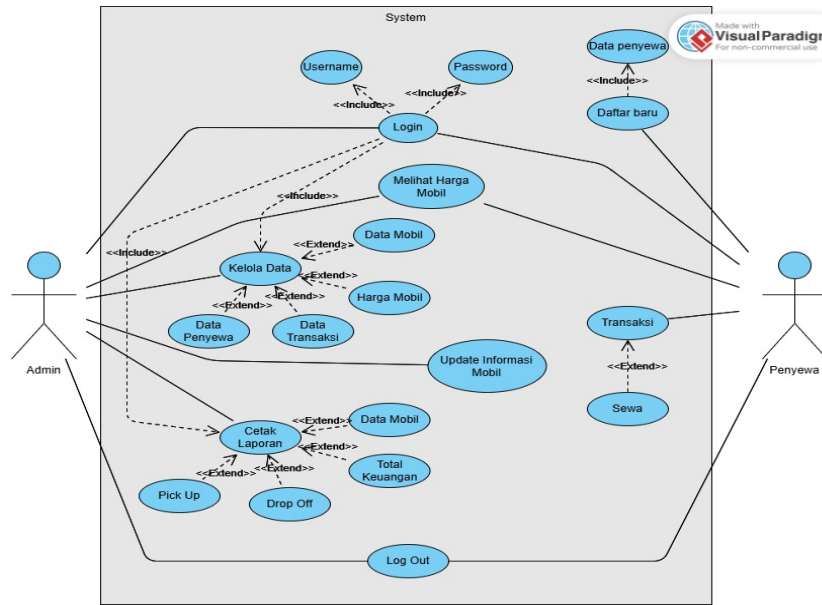 System
Made with
Visual Paradigm
For non-commercial use
Username
Password
Data penyewa
<<Include>>
<<Include>>
<<Include>>
Daftar baru
Login
Melihat Harga
Mobil
<<Include>>
<<Include>>
Data Mobil
<<Extend>>
Kelola Data
<<Extend>>
Harga Mobil
<<Extend>>
<<Extend>>
Data
Penyewa
Data
Transaksi
Transaksi
Admin
Penyewa
Update Informasi
Mobil
<<Extend>>
Sewa
Data Mobil
<<Extend>>
Cetak
Laporan
<<Extend>>
Total
Keuangan
<<Extend>>
<<Extend>>
Pick Up
Drop Off
Log Out